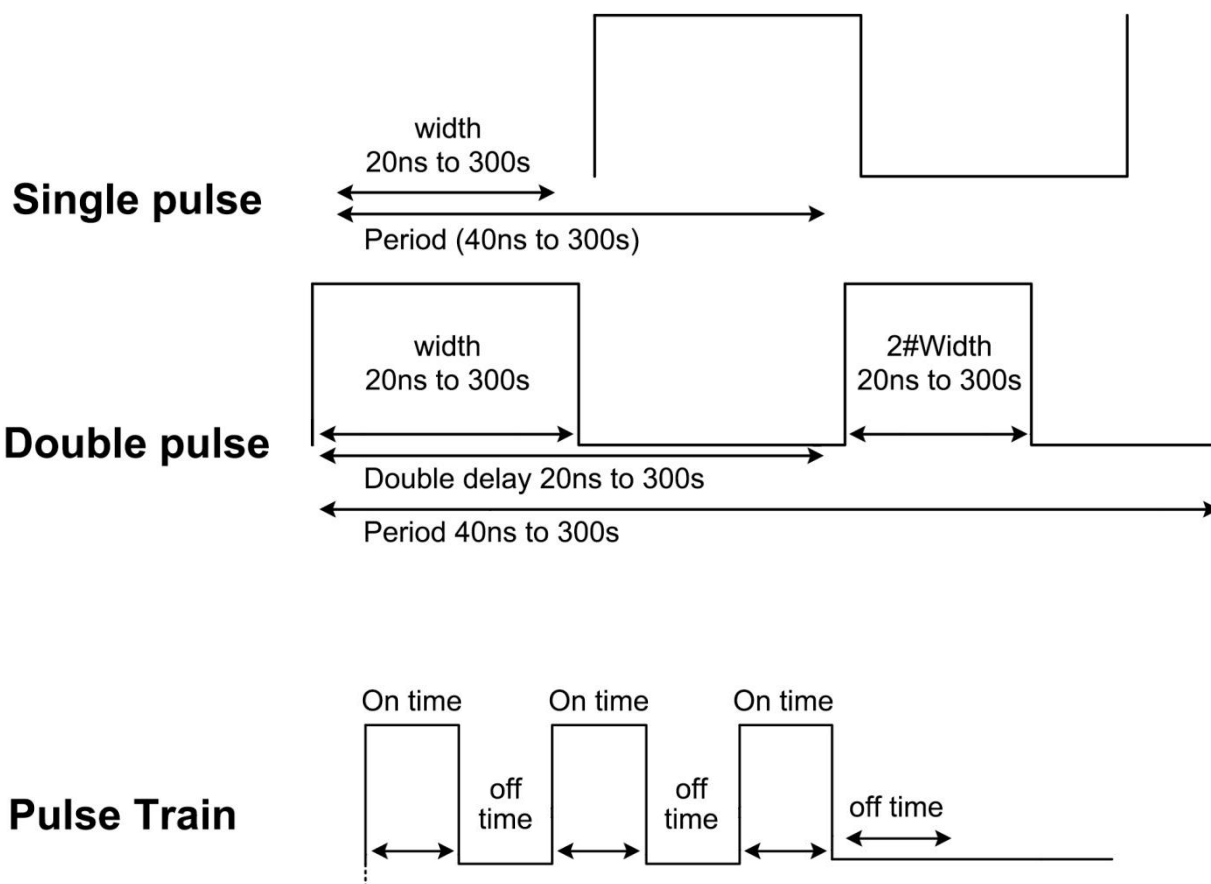 width
20ns to 300s
Single pulse
Period (40ns to 300s)
width
20ns to 300s
2#Width
20ns to 300s
Double pulse
Double delay 20ns to 300s
Period 40ns to 300s
On time
On time
On time
off
time
off
time
off time
Pulse Train